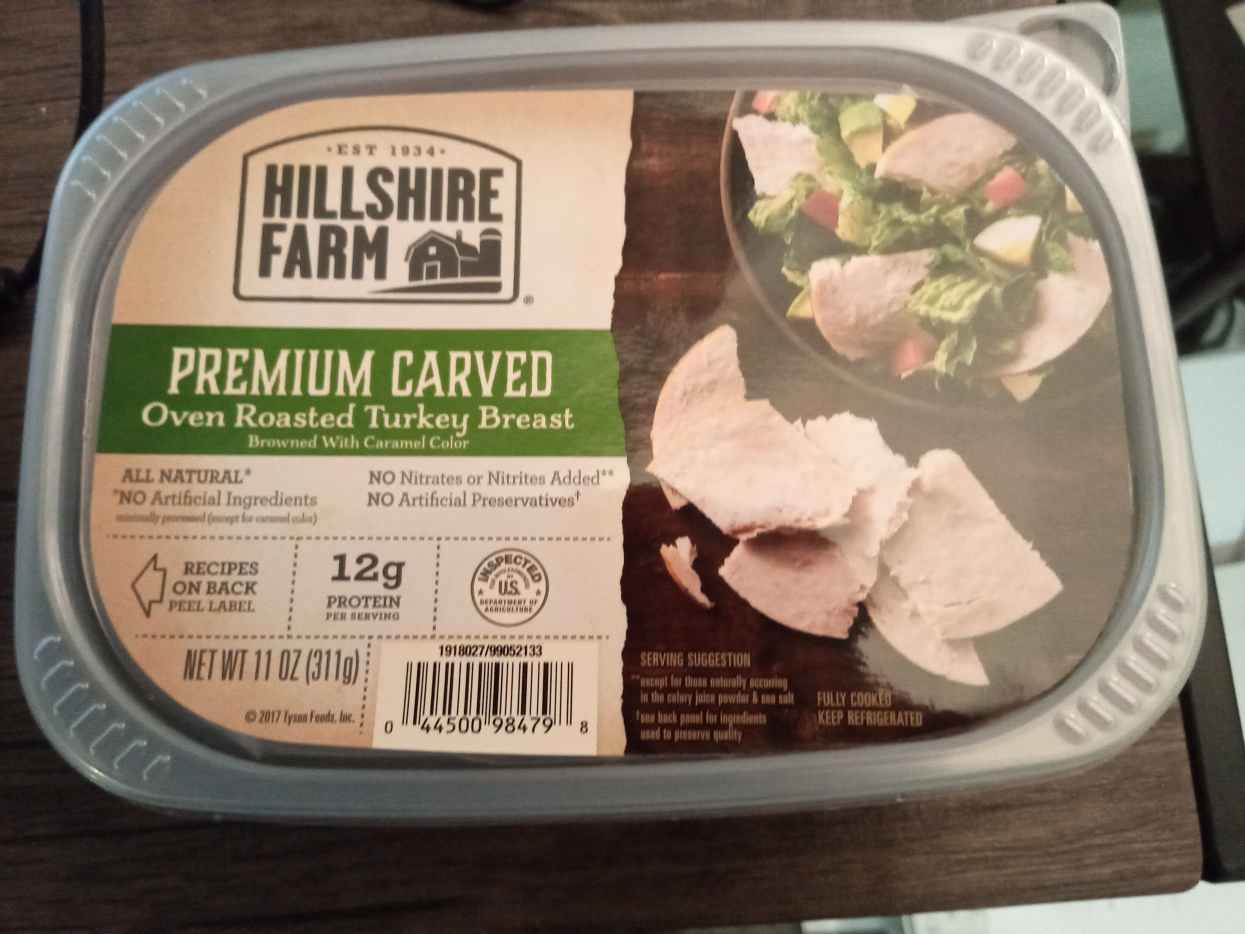 ·EST 1934·
HILLSHIRE
FARM
®
PREMIUM CARVED
Oven Roasted Turkey Breast
Browned With Caramel Color
ALL NATURAL*
*NO Artificial Ingredients
minimally processed (except for caramel color)
NO Nitrates or Nitrites Added**
NO Artificial Preservatives†
RECIPES
ON BACK
PEEL LABEL
12g
PROTEIN
PER SERVING
INSPECTED
U.S.
DEPARTMENT OF
AGRICULTURE
NET WT 11 OZ (311g)
© 2017 Tyson Foods, Inc.
1918027/99052133
0 44500 98479 8
SERVING SUGGESTION
**except for those naturally occurring
in the celery juice powder & sea salt
†see back panel for ingredients
used to preserve quality
FULLY COOKED
KEEP REFRIGERATED